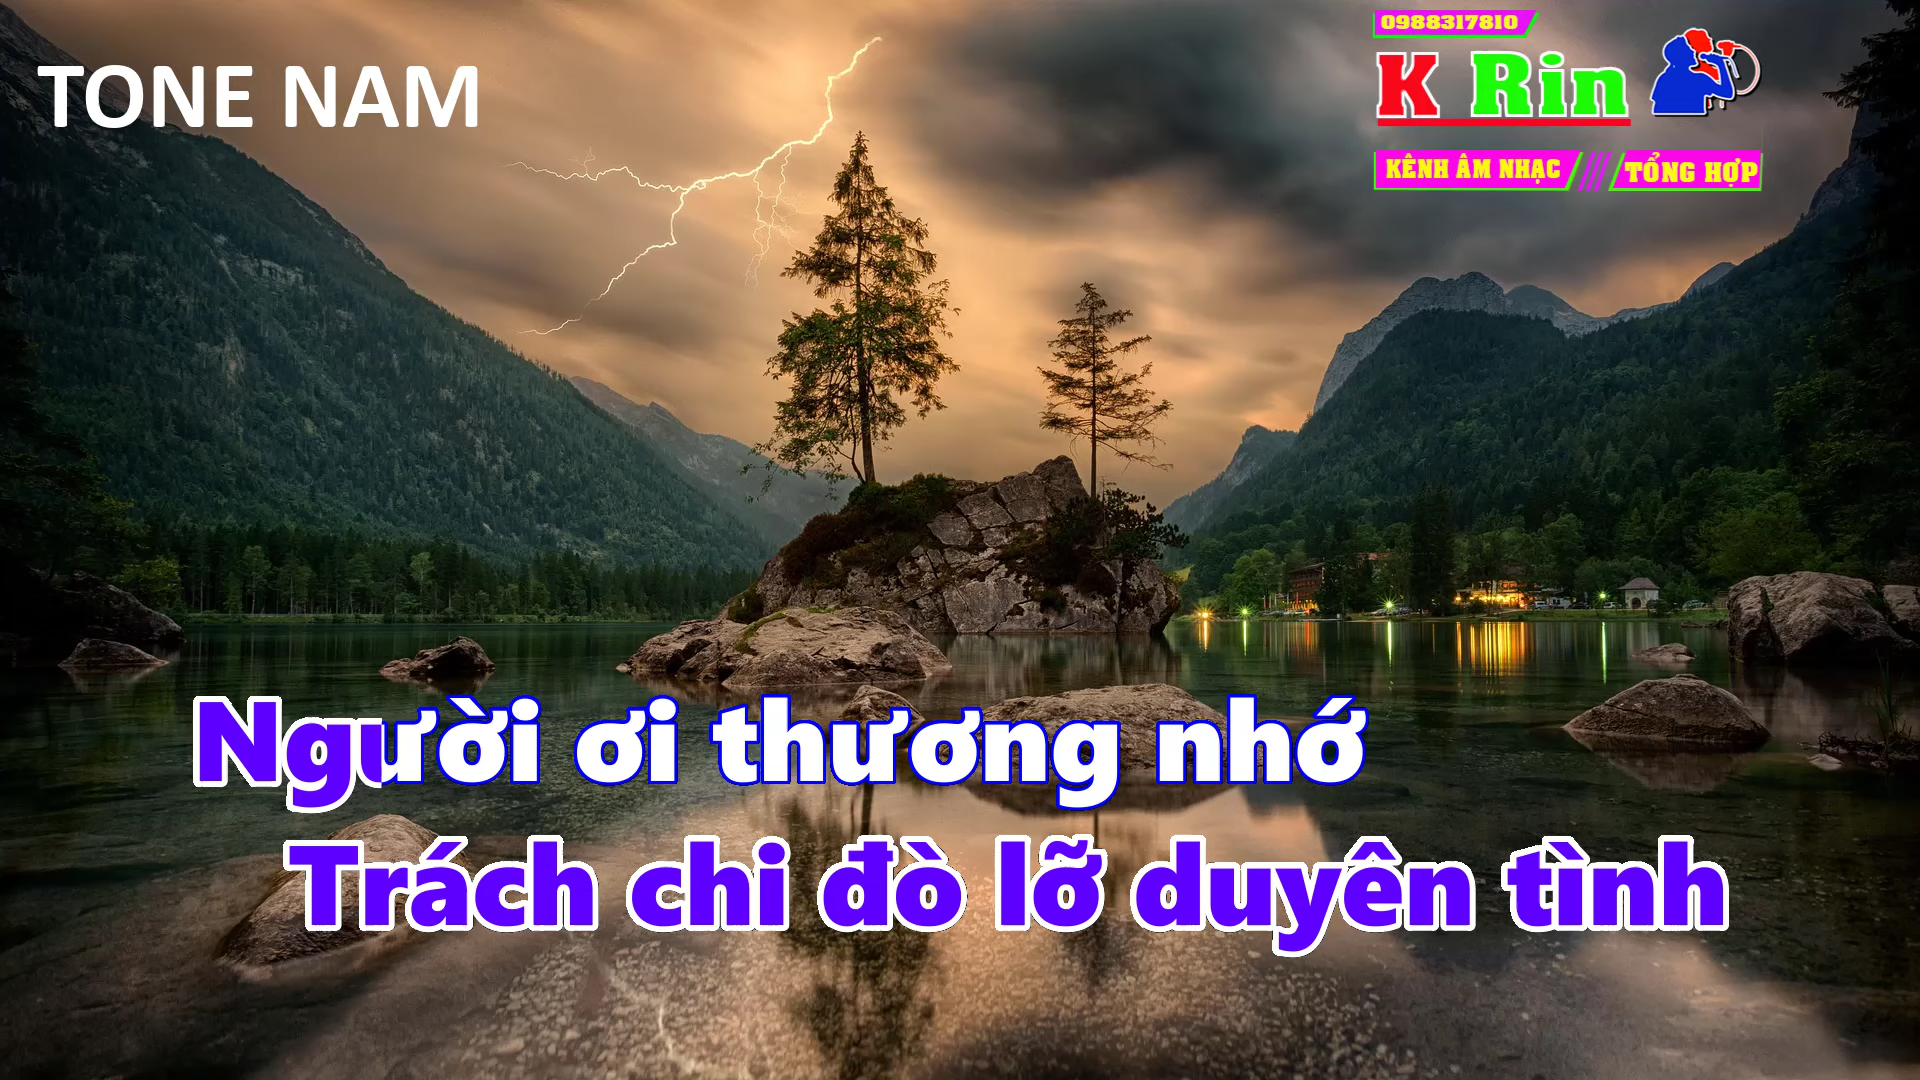 TONE NAM
0988317810
K Rin
KÊNH ÂM NHẠC /// TỔNG HỢP
Người ơi thương nhớ
Trách chi đò lỡ duyên tình